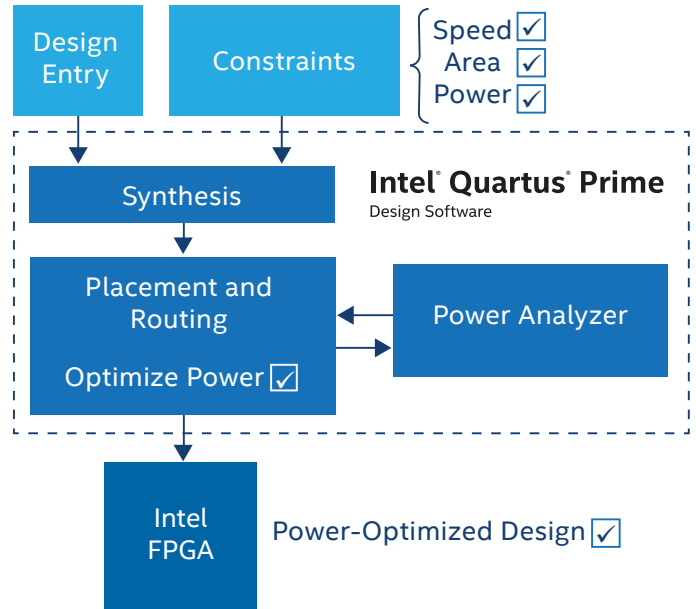 Design
Entry
Constraints
Speed ✓
Area ✓
Power ✓
Synthesis
Intel® Quartus® Prime
Design Software
Placement and
Routing
Optimize Power ✓
Power Analyzer
Intel
FPGA
Power-Optimized Design ✓